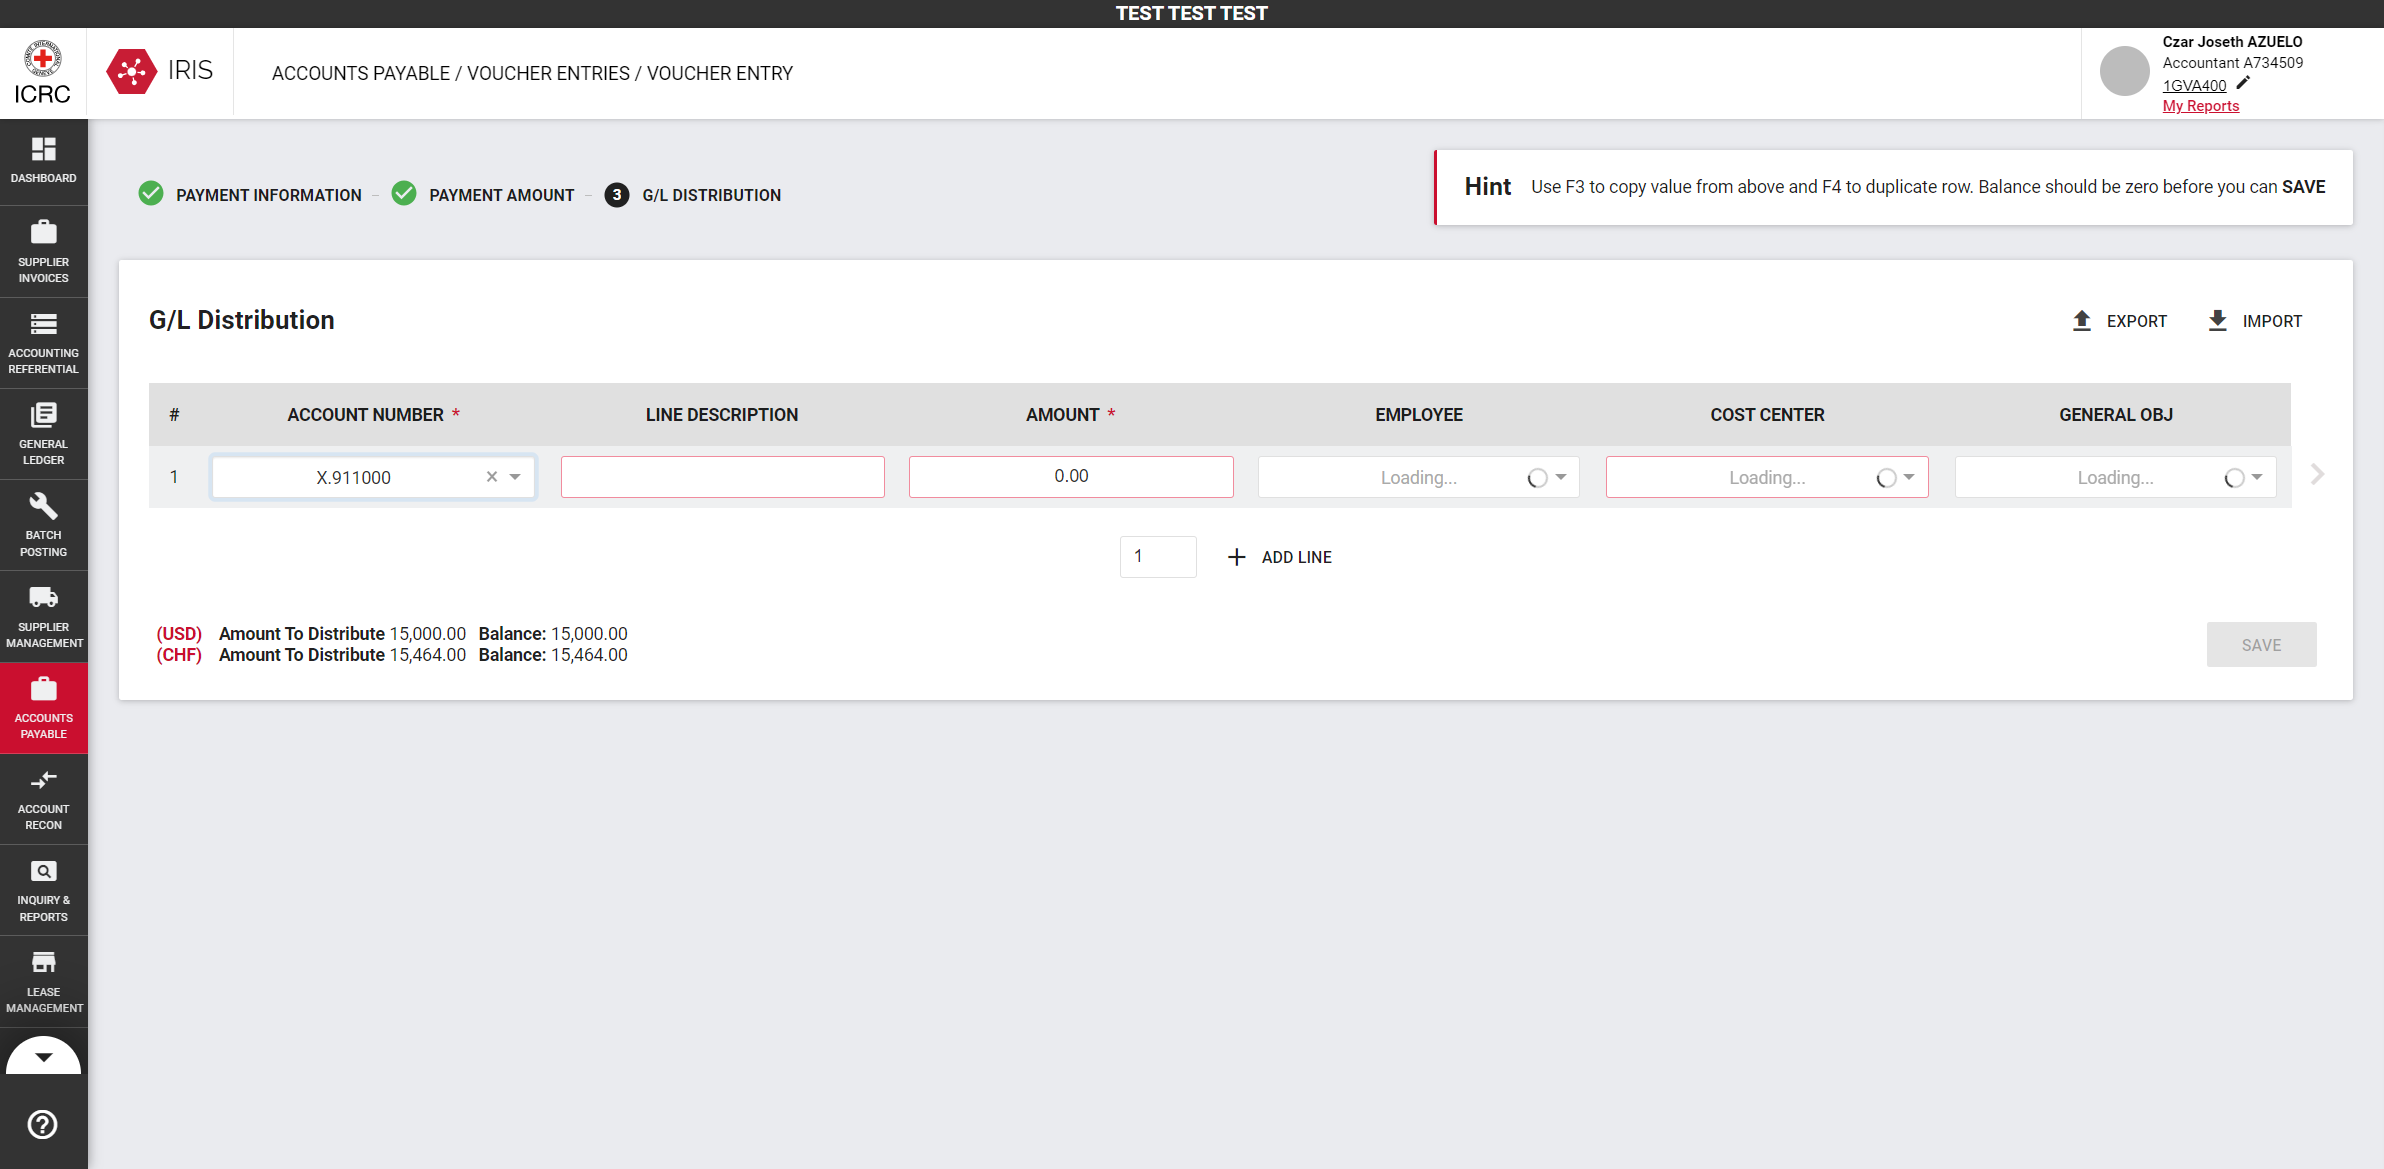 TEST TEST TEST
ICRC
IRIS
ACCOUNTS PAYABLE / VOUCHER ENTRIES / VOUCHER ENTRY
Czar Joseth AZUELO
Accountant A734509
1GVA400
My Reports
DASHBOARD
SUPPLIER
INVOICES
ACCOUNTING
REFERENTIAL
GENERAL
LEDGER
BATCH
POSTING
SUPPLIER
MANAGEMENT
ACCOUNTS
PAYABLE
ACCOUNT
RECON
INQUIRY &
REPORTS
LEASE
MANAGEMENT
PAYMENT INFORMATION – PAYMENT AMOUNT – 3 G/L DISTRIBUTION
Hint Use F3 to copy value from above and F4 to duplicate row. Balance should be zero before you can SAVE
G/L Distribution
EXPORT IMPORT
# ACCOUNT NUMBER * LINE DESCRIPTION AMOUNT * EMPLOYEE COST CENTER GENERAL OBJ
1 X.911000 × 0.00 Loading... Loading... Loading...
1 + ADD LINE
(USD) Amount To Distribute 15,000.00 Balance: 15,000.00
(CHF) Amount To Distribute 15,464.00 Balance: 15,464.00
SAVE